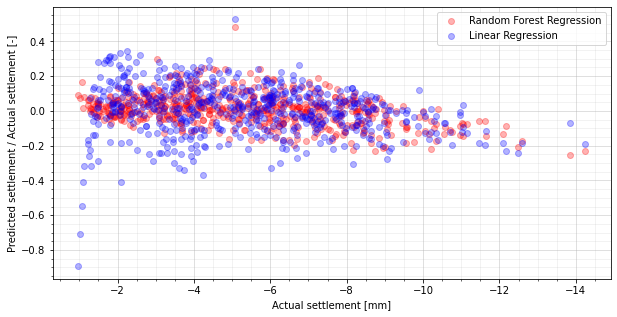 Random Forest Regression
Linear Regression
Predicted settlement / Actual settlement [-]
0.4
0.2
0.0
−0.2
−0.4
−0.6
−0.8
−2 −4 −6 −8 −10 −12 −14
Actual settlement [mm]